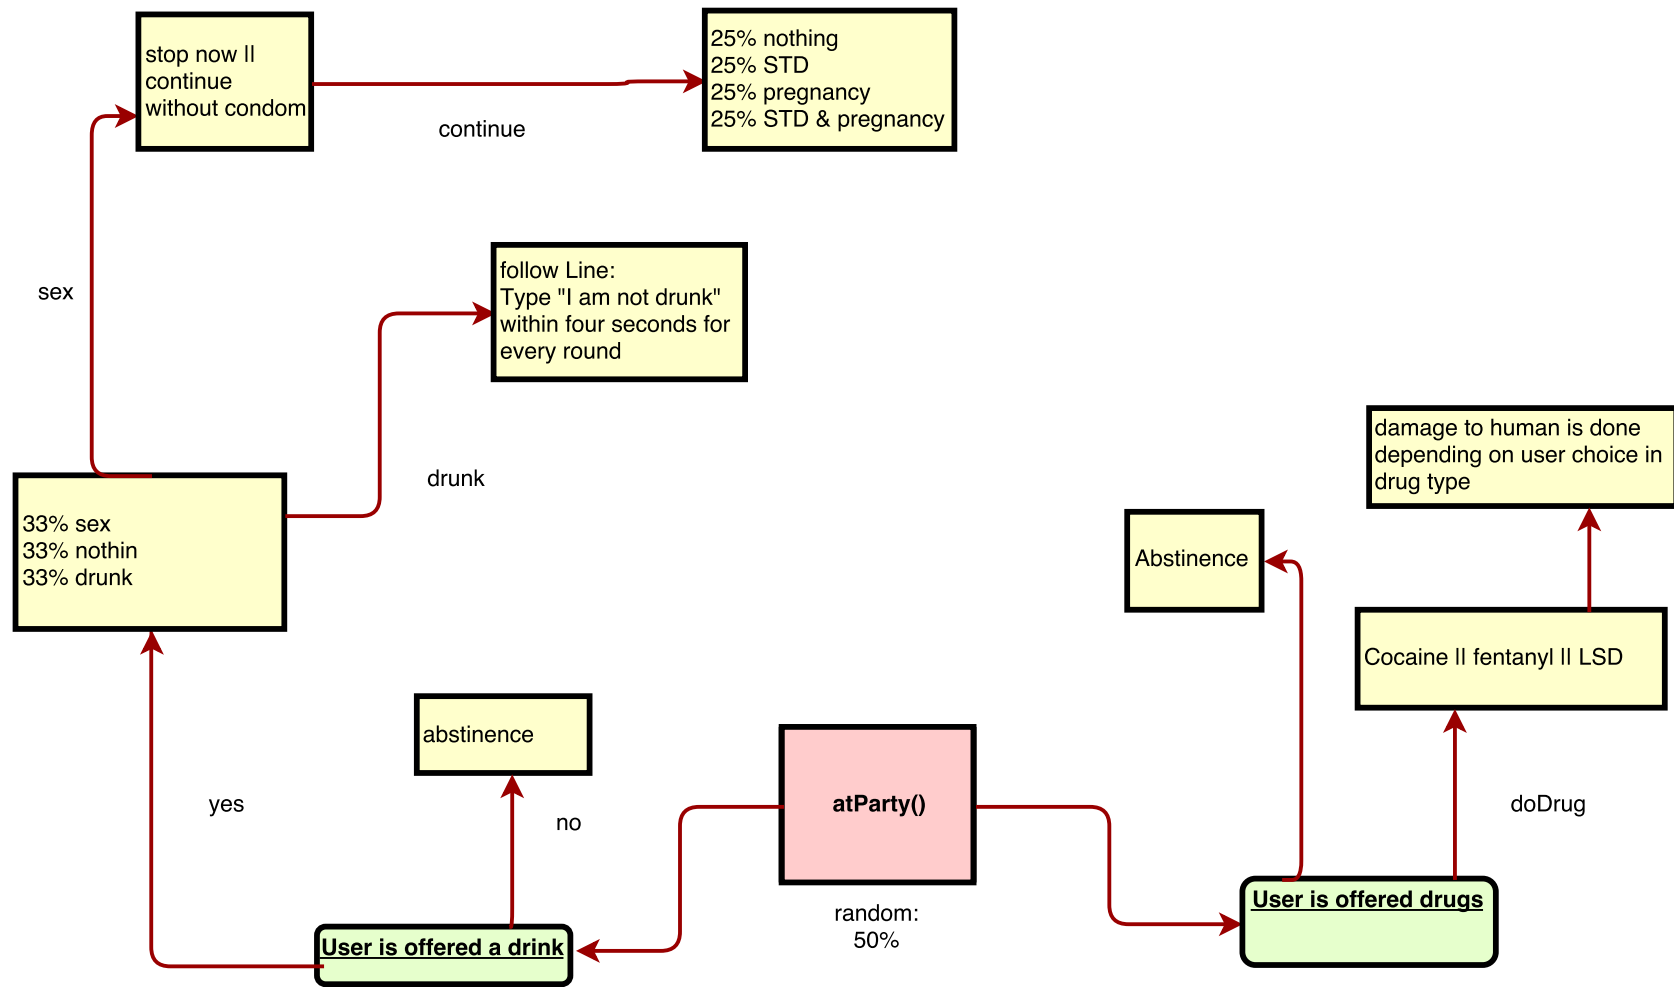 stop now ||
continue
without condom
25% nothing
25% STD
25% pregnancy
25% STD & pregnancy
continue
follow Line:
Type "I am not drunk"
within four seconds for
every round
sex
drunk
33% sex
33% nothin
33% drunk
damage to human is done
depending on user choice in
drug type
Abstinence
Cocaine || fentanyl || LSD
abstinence
yes
no
atParty()
doDrug
random:
50%
User is offered a drink
User is offered drugs